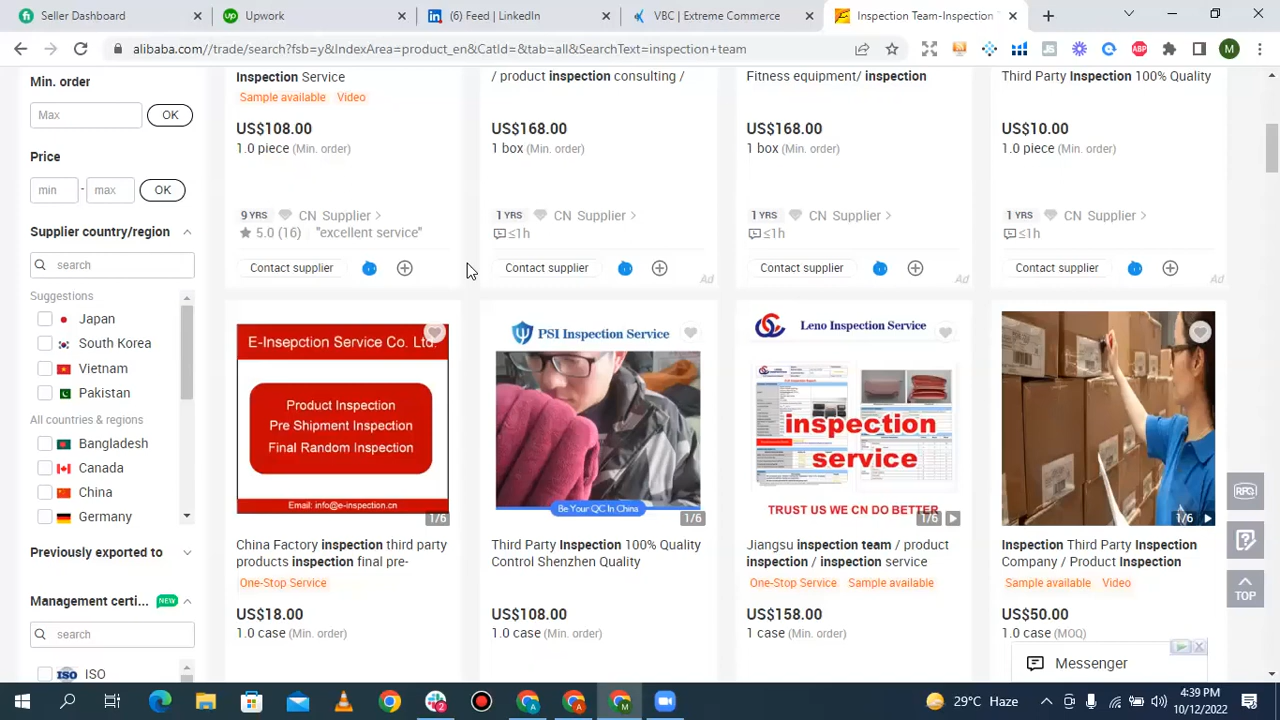 Seller Dashboard
Upwork
(6) Feed | LinkedIn
VBC | Extreme Commerce
Inspection Team-Inspection
alibaba.com//trade/search?fsb=y&IndexArea=product_en&CatId=&tab=all&SearchText=inspection+team
JS
ABP
M
Min. order
Max
OK
Price
min
-
max
OK
Supplier country/region
search
Suggestions
Japan
South Korea
Vietnam
Pakistan
All countries & regions
Bangladesh
Canada
China
Germany
Previously exported to
Management certi...
NEW
search
ISO
Inspection Service
Sample available Video
US$108.00
1.0 piece (Min. order)
9 YRS CN Supplier >
5.0 (16) "excellent service"
Contact supplier
/ product inspection consulting /
US$168.00
1 box (Min. order)
1 YRS CN Supplier >
≤1h
Contact supplier
Ad
Fitness equipment/ inspection
US$168.00
1 box (Min. order)
1 YRS CN Supplier >
≤1h
Contact supplier
Ad
Third Party Inspection 100% Quality
US$10.00
1.0 piece (Min. order)
1 YRS CN Supplier >
≤1h
Contact supplier
Ad
E-Insepction Service Co. Ltd.
Product Inspection
Pre Shipment Inspection
Final Random Inspection
Email: info@e-inspection.cn
1/6
China Factory inspection third party
products inspection final pre-
One-Stop Service
US$18.00
1.0 case (Min. order)
PSI Inspection Service
Be Your QC In China
1/6
Third Party Inspection 100% Quality
Control Shenzhen Quality
US$108.00
1.0 case (Min. order)
Leno Inspection Service
inspection
service
TRUST US WE CN DO BETTER
1/6
Jiangsu inspection team / product
inspection / inspection service
One-Stop Service Sample available
US$158.00
1 case (Min. order)
1/6
Inspection Third Party Inspection
Company / Product Inspection
Sample available Video
US$50.00
1.0 case (MOQ)
RFQ
TOP
Messenger
29°C Haze
4:39 PM
10/12/2022